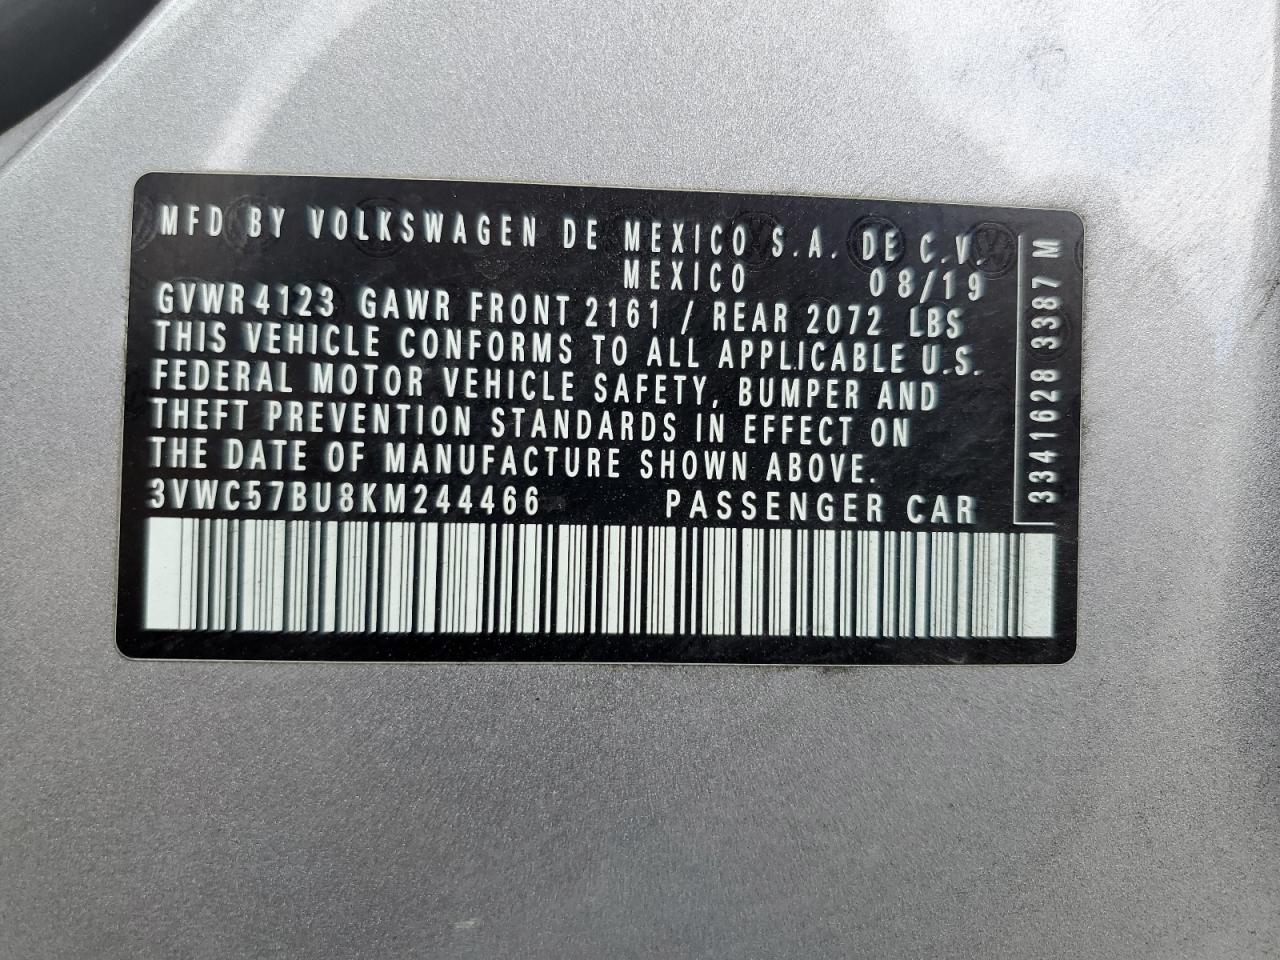 MFD BY VOLKSWAGEN DE MEXICO S.A. DE C.V.
MEXICO 08/19
GVWR 4123 GAWR FRONT 2161 / REAR 2072 LBS
THIS VEHICLE CONFORMS TO ALL APPLICABLE U.S.
FEDERAL MOTOR VEHICLE SAFETY, BUMPER AND
THEFT PREVENTION STANDARDS IN EFFECT ON
THE DATE OF MANUFACTURE SHOWN ABOVE.
3VWC57BU8KM244466 PASSENGER CAR
3341628 3387 M